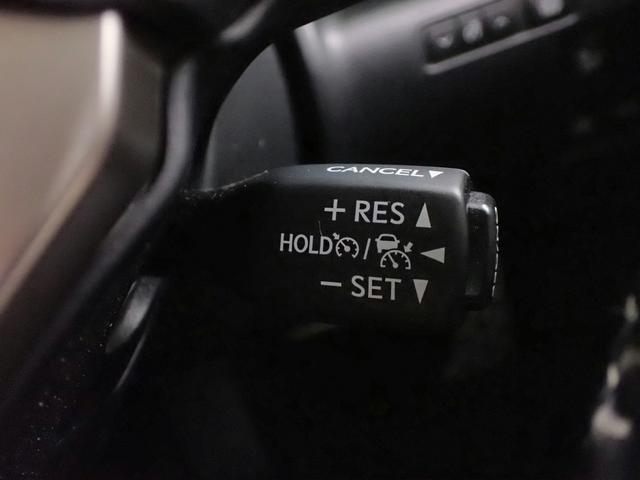 CANCEL▼
+ RES ▲
HOLD / ◀
− SET ▼